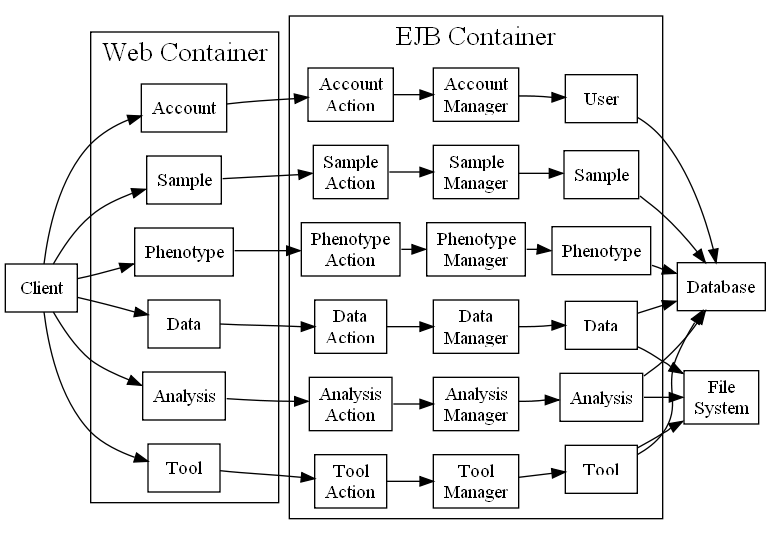 Web Container
EJB Container
Client
Account
Account
Action
Account
Manager
User
Sample
Sample
Action
Sample
Manager
Sample
Phenotype
Phenotype
Action
Phenotype
Manager
Phenotype
Data
Data
Action
Data
Manager
Data
Analysis
Analysis
Action
Analysis
Manager
Analysis
Tool
Tool
Action
Tool
Manager
Tool
Database
File
System